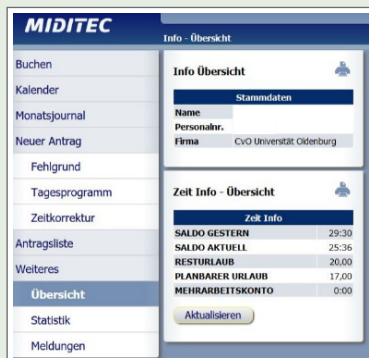 MIDITEC
Info - Übersicht
Buchen
Kalender
Monatsjournal
Neuer Antrag
Fehlgrund
Tagesprogramm
Zeitkorrektur
Antragsliste
Weiteres
Übersicht
Statistik
Meldungen
Info Übersicht
Stammdaten
Name
Personalnr.
Firma CvO Universität Oldenburg
Zeit Info - Übersicht
Zeit Info
SALDO GESTERN 29:30
SALDO AKTUELL 25:36
RESTURLAUB 20,00
PLANBARER URLAUB 17,00
MEHRARBEITSKONTO 0:00
Aktualisieren